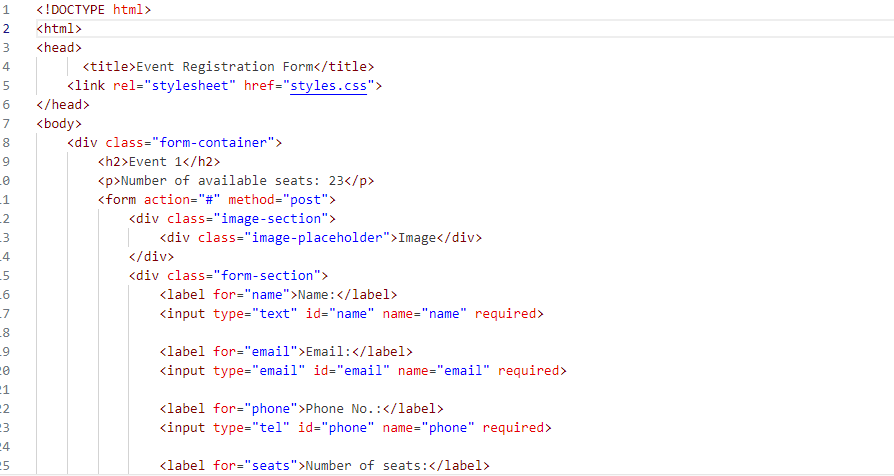 1 <!DOCTYPE html>
2 <html>
3 <head>
4 <title>Event Registration Form</title>
5 <link rel="stylesheet" href="styles.css">
6 </head>
7 <body>
8 <div class="form-container">
9 <h2>Event 1</h2>
10 <p>Number of available seats: 23</p>
11 <form action="#" method="post">
12 <div class="image-section">
13 <div class="image-placeholder">Image</div>
14 </div>
15 <div class="form-section">
16 <label for="name">Name:</label>
17 <input type="text" id="name" name="name" required>
18
19 <label for="email">Email:</label>
20 <input type="email" id="email" name="email" required>
21
22 <label for="phone">Phone No.:</label>
23 <input type="tel" id="phone" name="phone" required>
24
25 <label for="seats">Number of seats:</label>